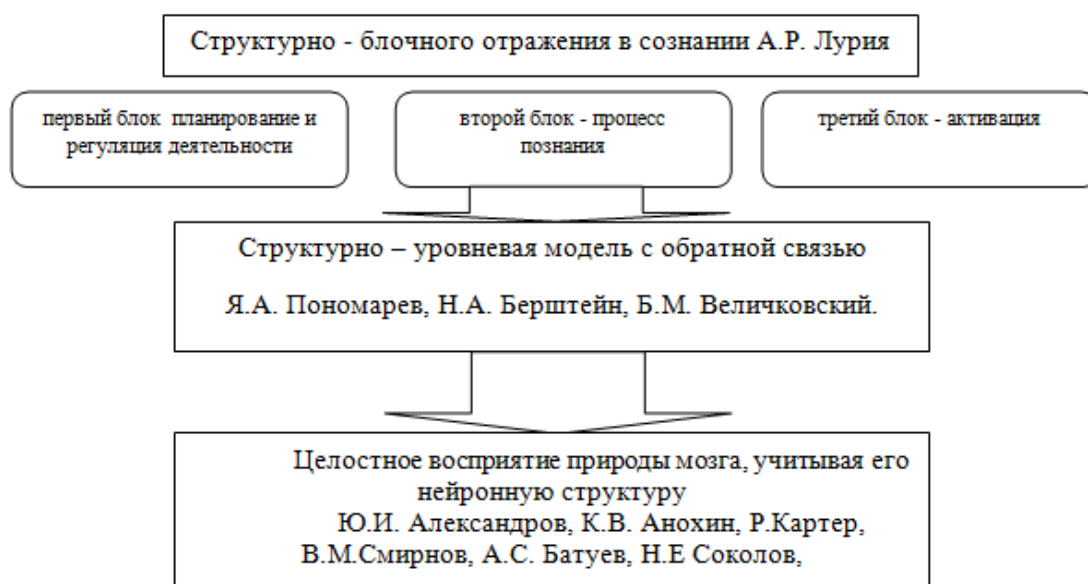 Структурно - блочного отражения в сознании А.Р. Лурия
первый блок планирование и
регуляция деятельности
второй блок - процесс
познания
третий блок - активация
Структурно – уровневая модель с обратной связью
Я.А. Пономарев, Н.А. Берштейн, Б.М. Величковский.
Целостное восприятие природы мозга, учитывая его
нейронную структуру
Ю.И. Александров, К.В. Анохин, Р.Картер,
В.М.Смирнов, А.С. Батуев, Н.Е Соколов,